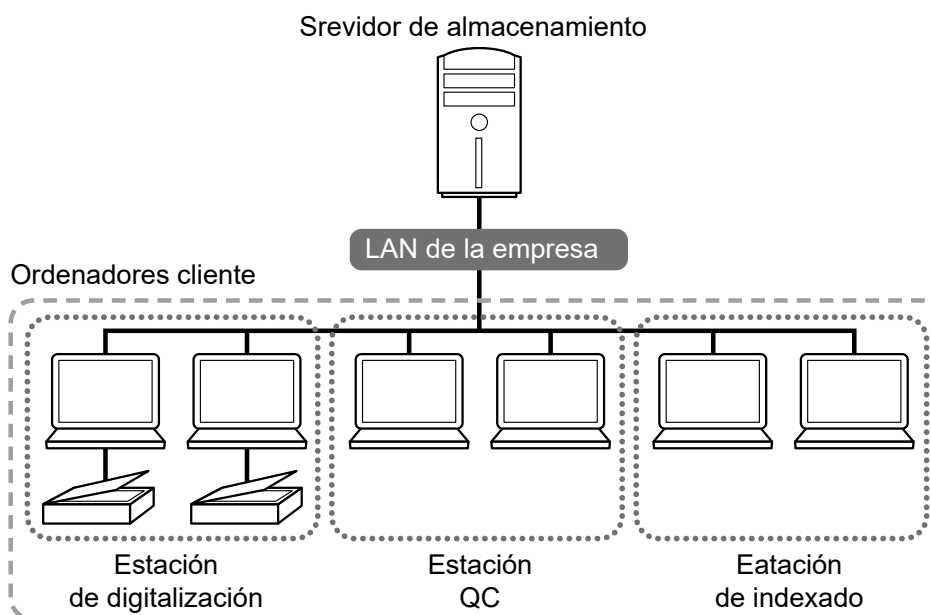 Srevidor de almacenamiento
LAN de la empresa
Ordenadores cliente
Estación
de digitalización
Estación
QC
Eatación
de indexado